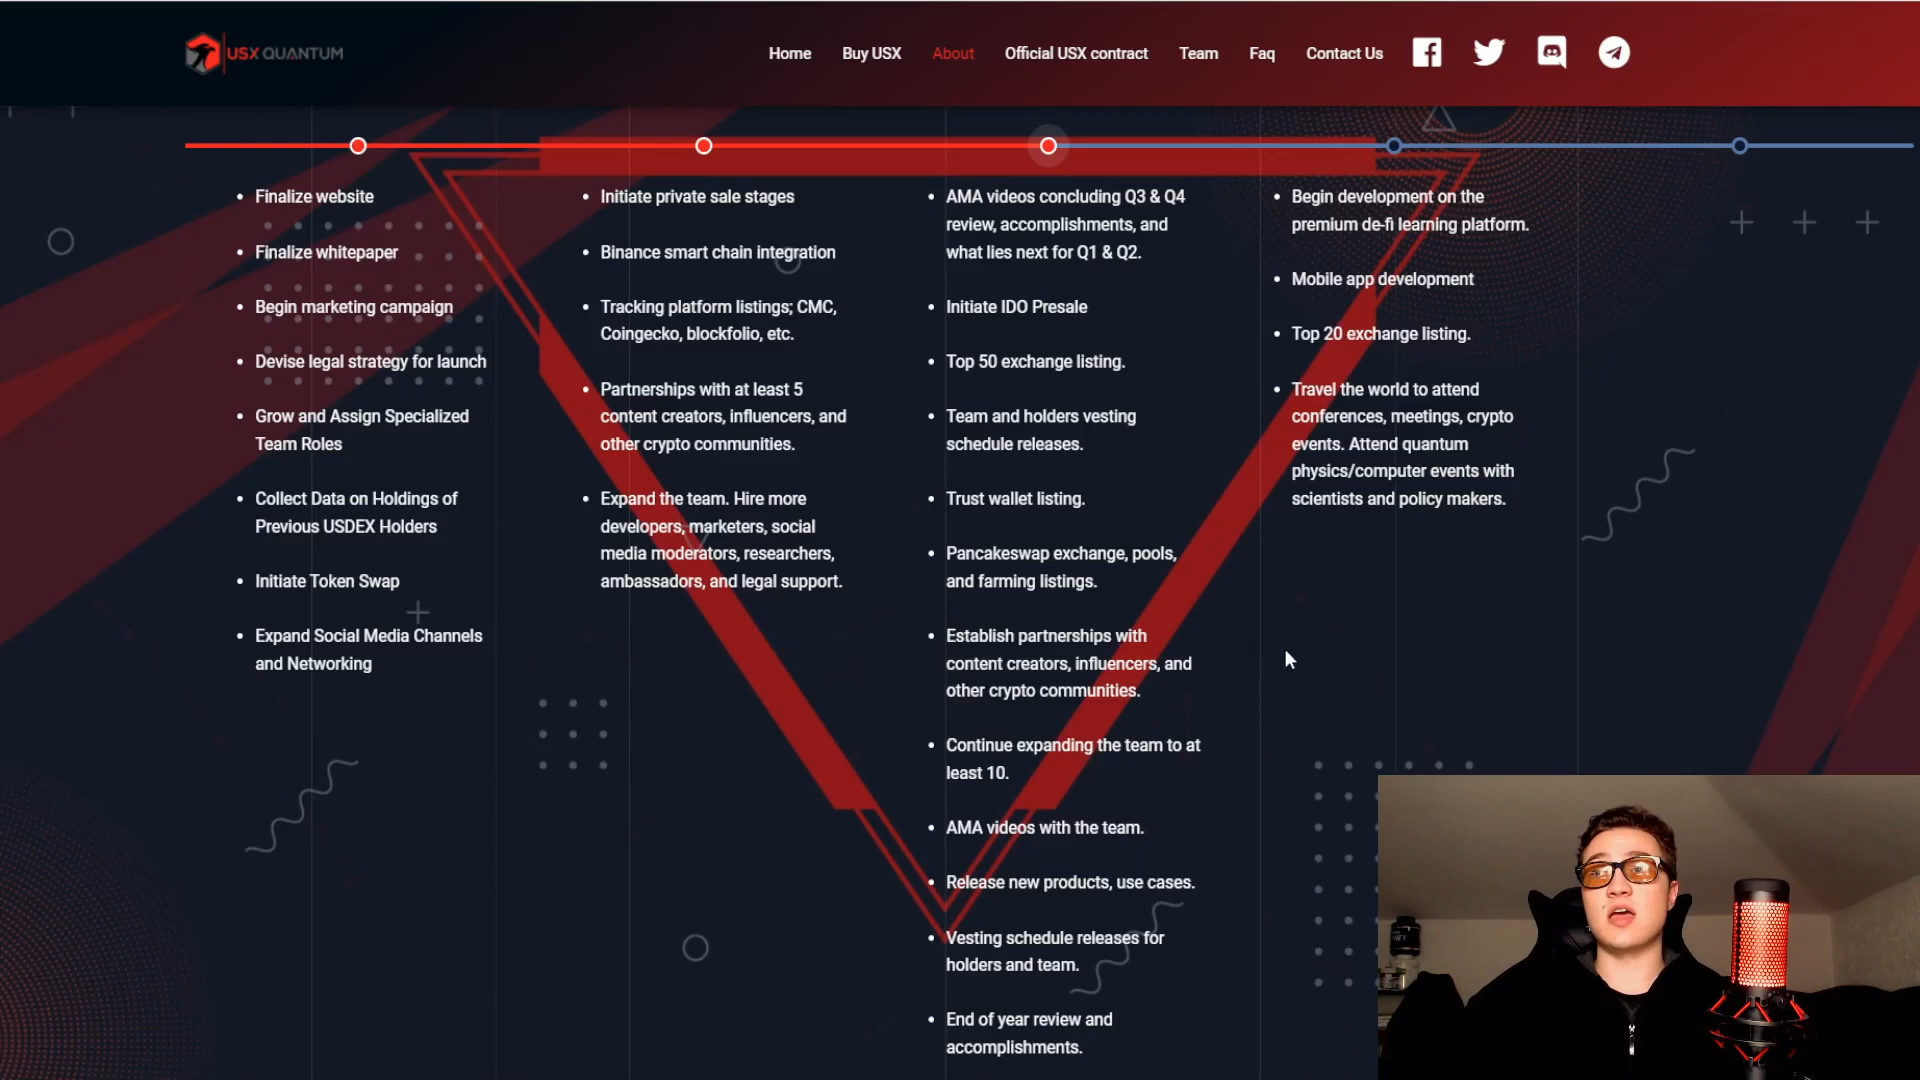 USX QUANTUM
Home
Buy USX
About
Official USX contract
Team
Faq
Contact Us
• Finalize website
• Finalize whitepaper
• Begin marketing campaign
• Devise legal strategy for launch
• Grow and Assign Specialized
Team Roles
• Collect Data on Holdings of
Previous USDEX Holders
• Initiate Token Swap
• Expand Social Media Channels
and Networking
• Initiate private sale stages
• Binance smart chain integration
• Tracking platform listings; CMC,
Coingecko, blockfolio, etc.
• Partnerships with at least 5
content creators, influencers, and
other crypto communities.
• Expand the team. Hire more
developers, marketers, social
media moderators, researchers,
ambassadors, and legal support.
• AMA videos concluding Q3 & Q4
review, accomplishments, and
what lies next for Q1 & Q2.
• Initiate IDO Presale
• Top 50 exchange listing.
• Team and holders vesting
schedule releases.
• Trust wallet listing.
• Pancakeswap exchange, pools,
and farming listings.
• Establish partnerships with
content creators, influencers, and
other crypto communities.
• Continue expanding the team to at
least 10.
• AMA videos with the team.
• Release new products, use cases.
• Vesting schedule releases for
holders and team.
• End of year review and
accomplishments.
• Begin development on the
premium de-fi learning platform.
• Mobile app development
• Top 20 exchange listing.
• Travel the world to attend
conferences, meetings, crypto
events. Attend quantum
physics/computer events with
scientists and policy makers.